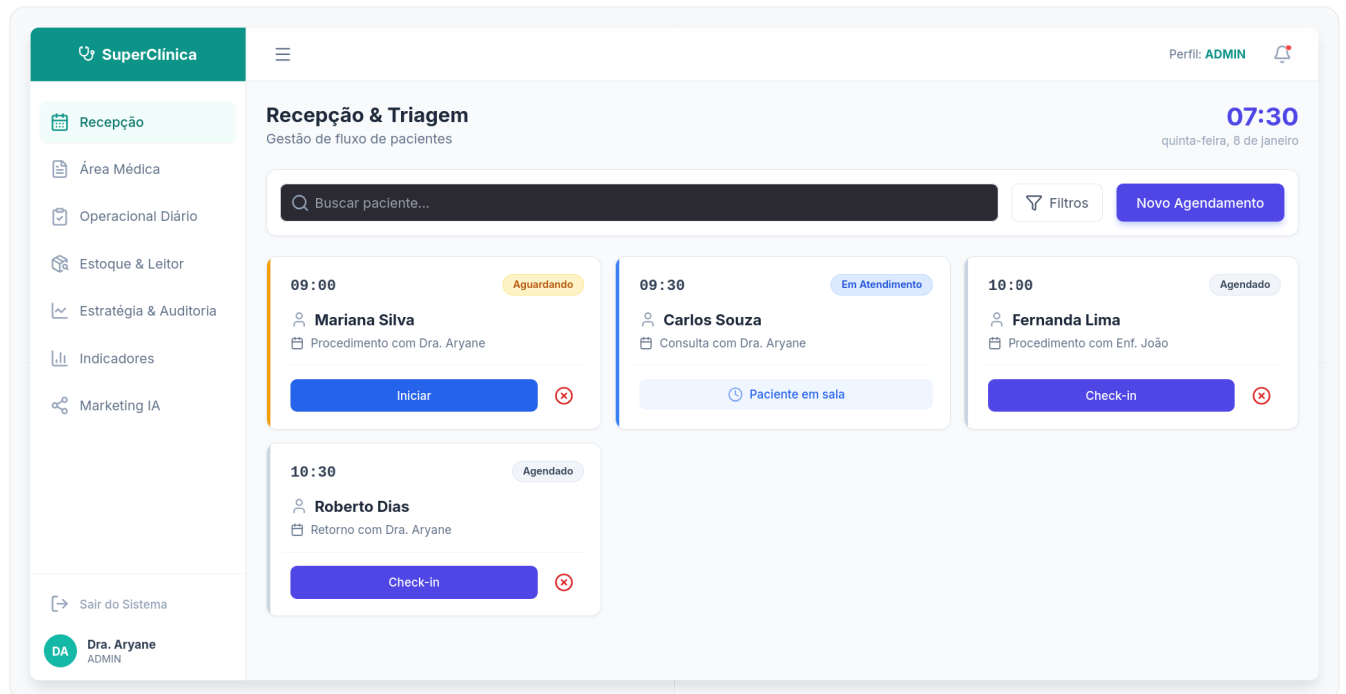 SuperClínica
Perfil: ADMIN
Recepção
Área Médica
Operacional Diário
Estoque & Leitor
Estratégia & Auditoria
Indicadores
Marketing IA
Sair do Sistema
DA
Dra. Aryane
ADMIN
Recepção & Triagem
Gestão de fluxo de pacientes
07:30
quinta-feira, 8 de janeiro
Buscar paciente...
Filtros
Novo Agendamento
09:00
Aguardando
Mariana Silva
Procedimento com Dra. Aryane
Iniciar
09:30
Em Atendimento
Carlos Souza
Consulta com Dra. Aryane
Paciente em sala
10:00
Agendado
Fernanda Lima
Procedimento com Enf. João
Check-in
10:30
Agendado
Roberto Dias
Retorno com Dra. Aryane
Check-in